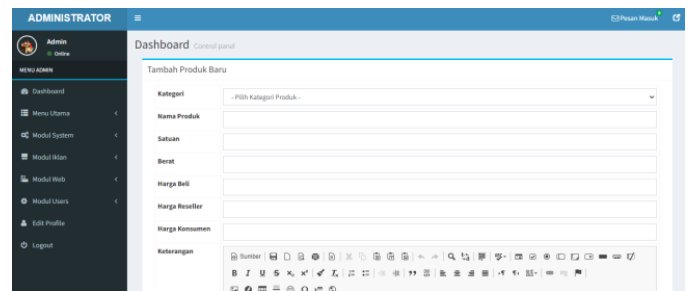 ADMINISTRATOR
Pesan Masuk
Admin
Online
Dashboard Control panel
MENU ADMIN
Tambah Produk Baru
Dashboard
Menu Utama
Modul System
Modul Iklan
Modul Web
Modul Users
Edit Profile
Logout
Kategori
- Pilih Kategori Produk -
Nama Produk
Satuan
Berat
Harga Beli
Harga Reseller
Harga Konsumen
Keterangan
Sumber